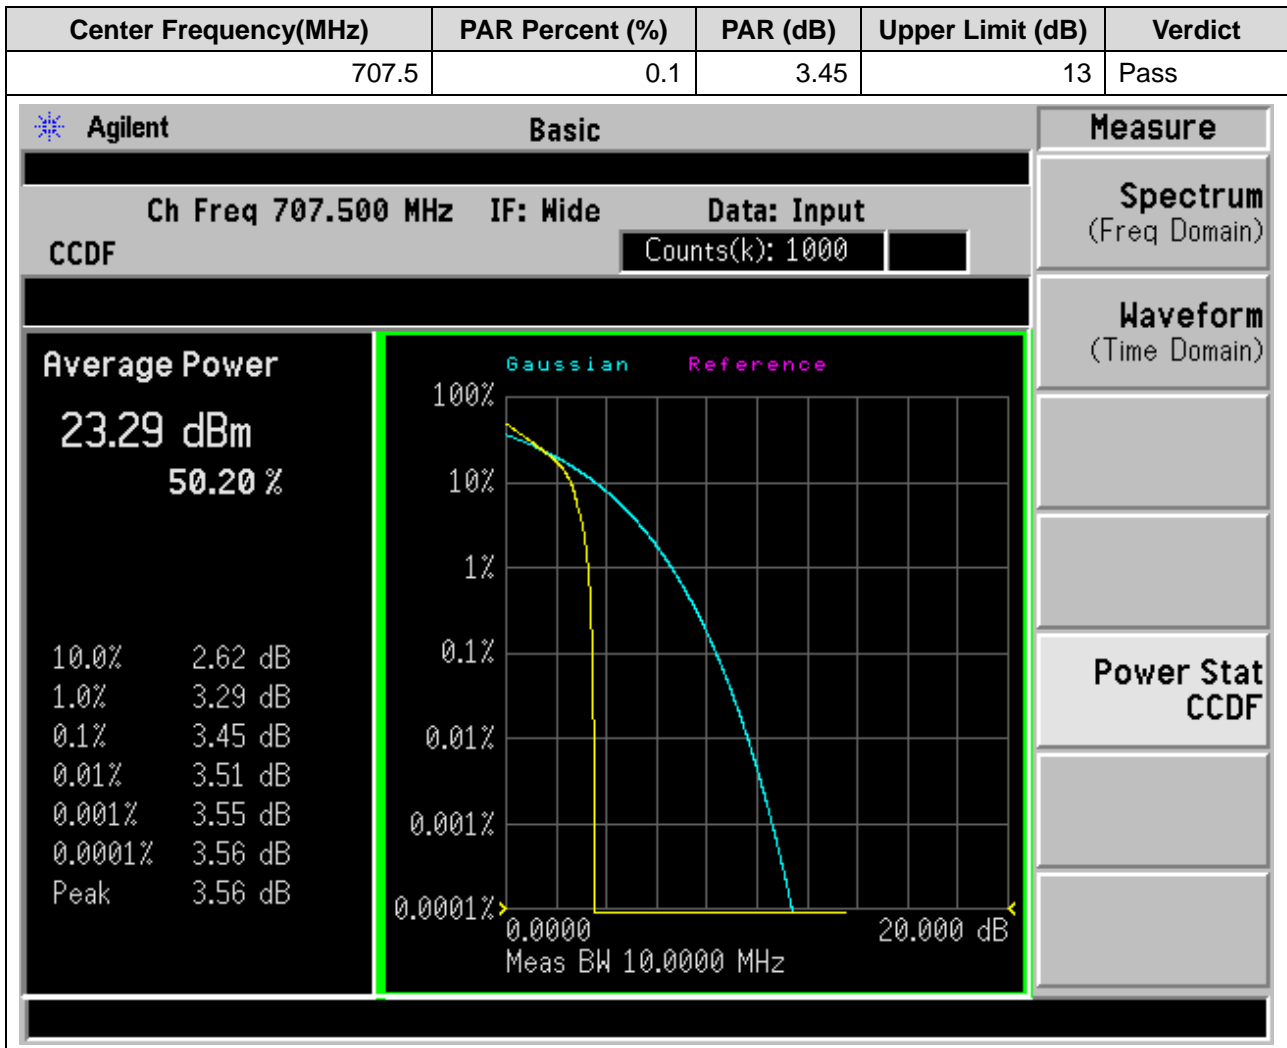 Center Frequency(MHz) PAR Percent (%) PAR (dB) Upper Limit (dB) Verdict
707.5 0.1 3.45 13 Pass
Agilent Basic Measure
Ch Freq 707.500 MHz IF: Wide Data: Input
CCDF Counts(k): 1000
Spectrum
(Freq Domain)
Waveform
(Time Domain)
Power Stat
CCDF
Average Power
23.29 dBm
50.20 %
10.0% 2.62 dB
1.0% 3.29 dB
0.1% 3.45 dB
0.01% 3.51 dB
0.001% 3.55 dB
0.0001% 3.56 dB
Peak 3.56 dB
Gaussian Reference
100%
10%
1%
0.1%
0.01%
0.001%
0.0001%
0.0000 20.000 dB
Meas BW 10.0000 MHz